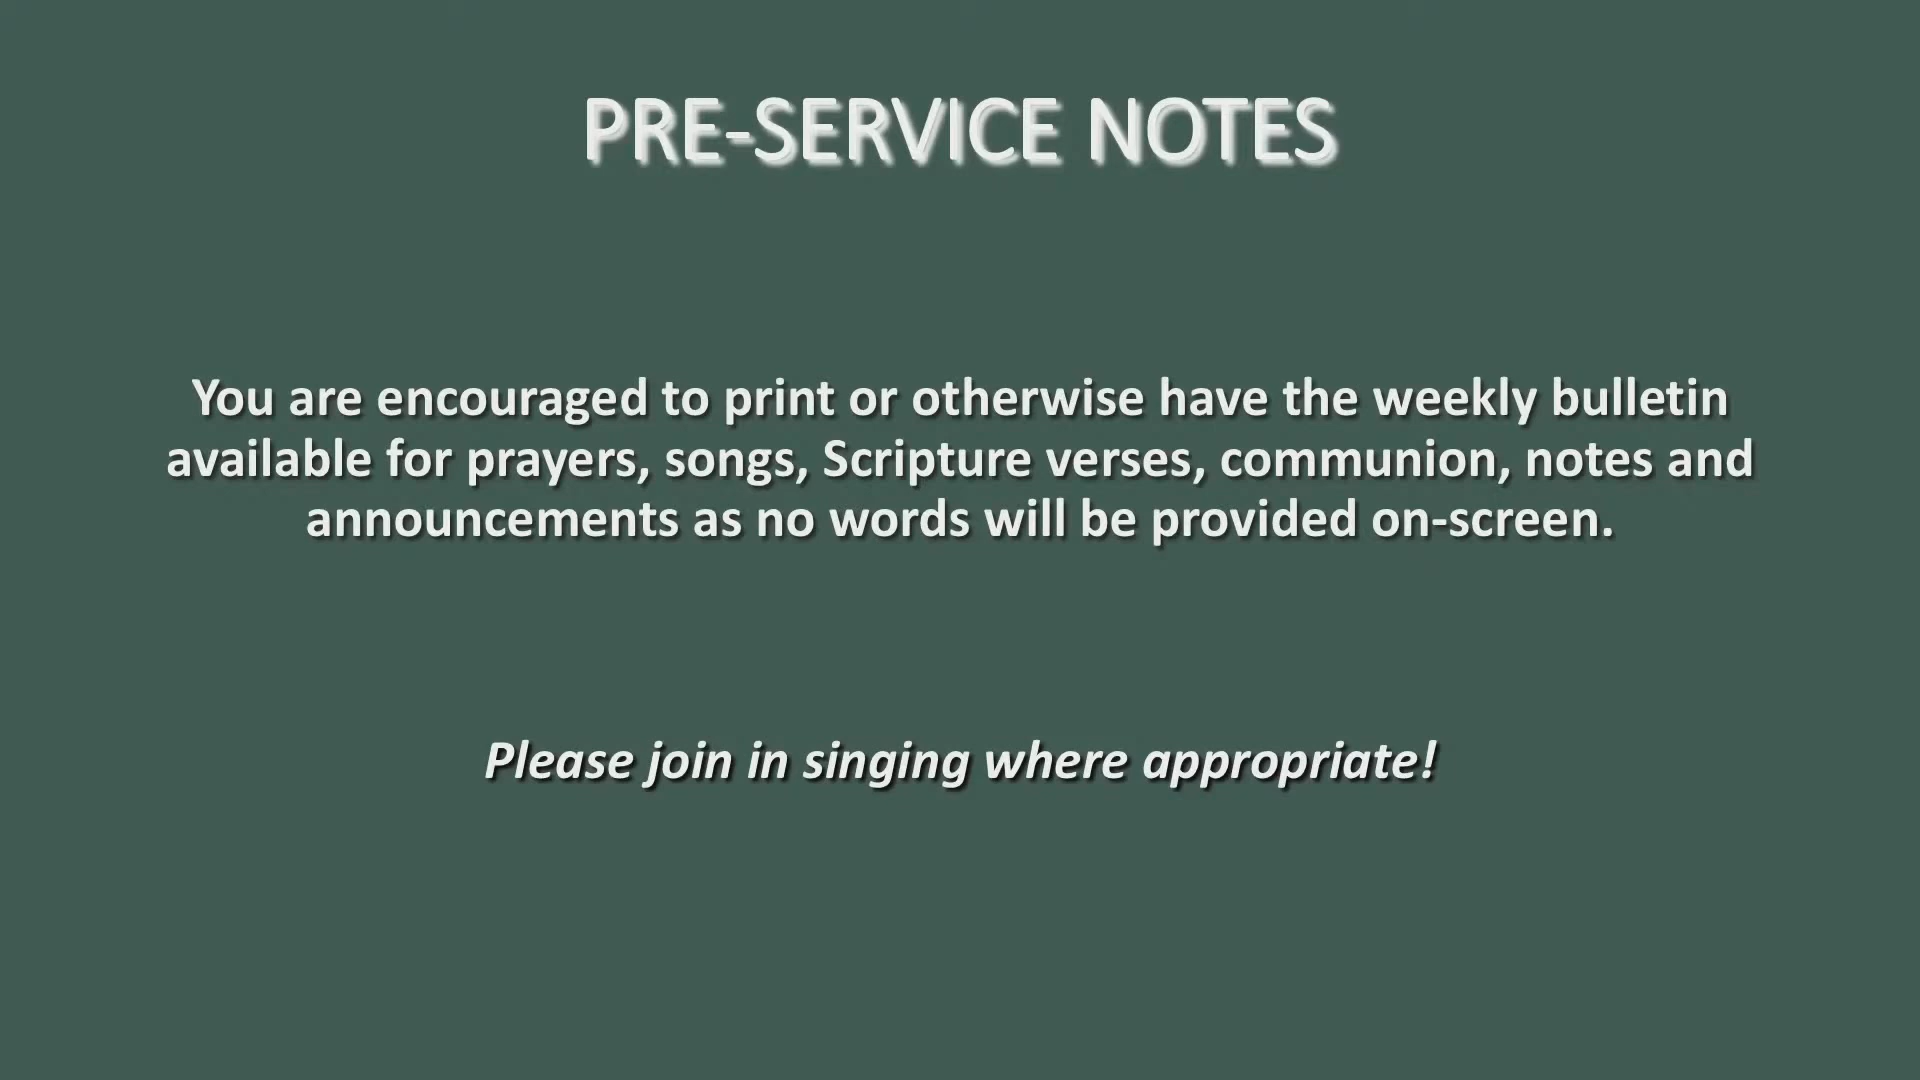 PRE-SERVICE NOTES
You are encouraged to print or otherwise have the weekly bulletin
available for prayers, songs, Scripture verses, communion, notes and
announcements as no words will be provided on-screen.
Please join in singing where appropriate!